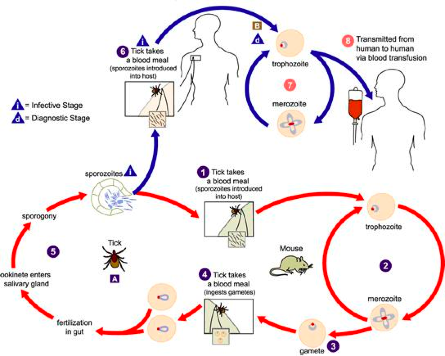 i
6 Tick takes
a blood meal
(sporozoites introduced
into host)
B
d
trophozoite
8 Transmitted from
human to human
via blood transfusion
7
merozoite
i = Infective Stage
d = Diagnostic Stage
sporozoites
i
1 Tick takes
a blood meal
(sporozoites introduced
into host)
trophozoite
sporogony
5
Tick
A
ookinete enters
salivary gland
4 Tick takes
a blood meal
(ingests gametes)
Mouse
2
merozoite
fertilization
in gut
gamete
3